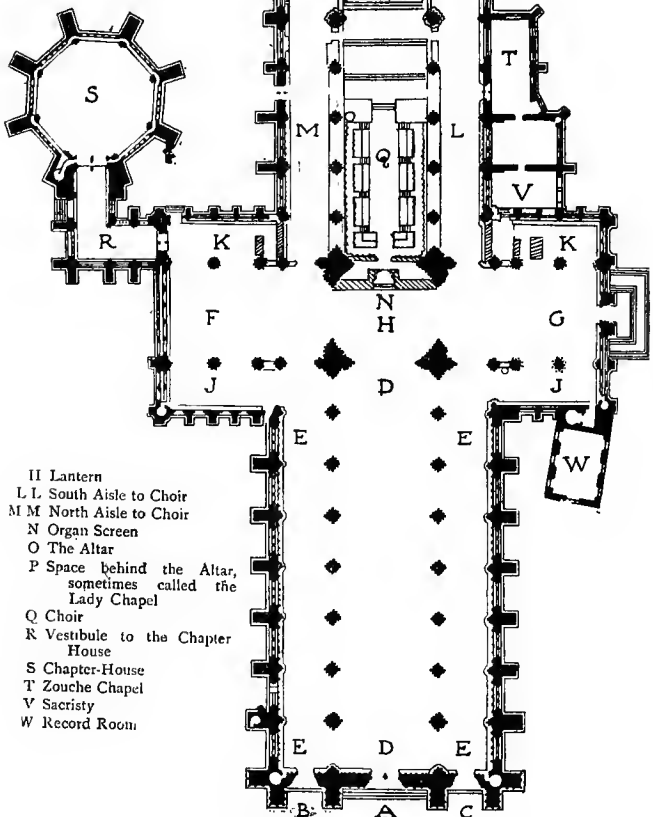 S
T
M
L
Q
V
R
K
K
N
F
H
G
J
D
J
E
E
W
H Lantern
L L South Aisle to Choir
M M North Aisle to Choir
N Organ Screen
O The Altar
P Space behind the Altar,
sometimes called the
Lady Chapel
Q Choir
R Vestibule to the Chapter
House
S Chapter-House
T Zouche Chapel
V Sacristy
W Record Room
E
D
E
B
A
C